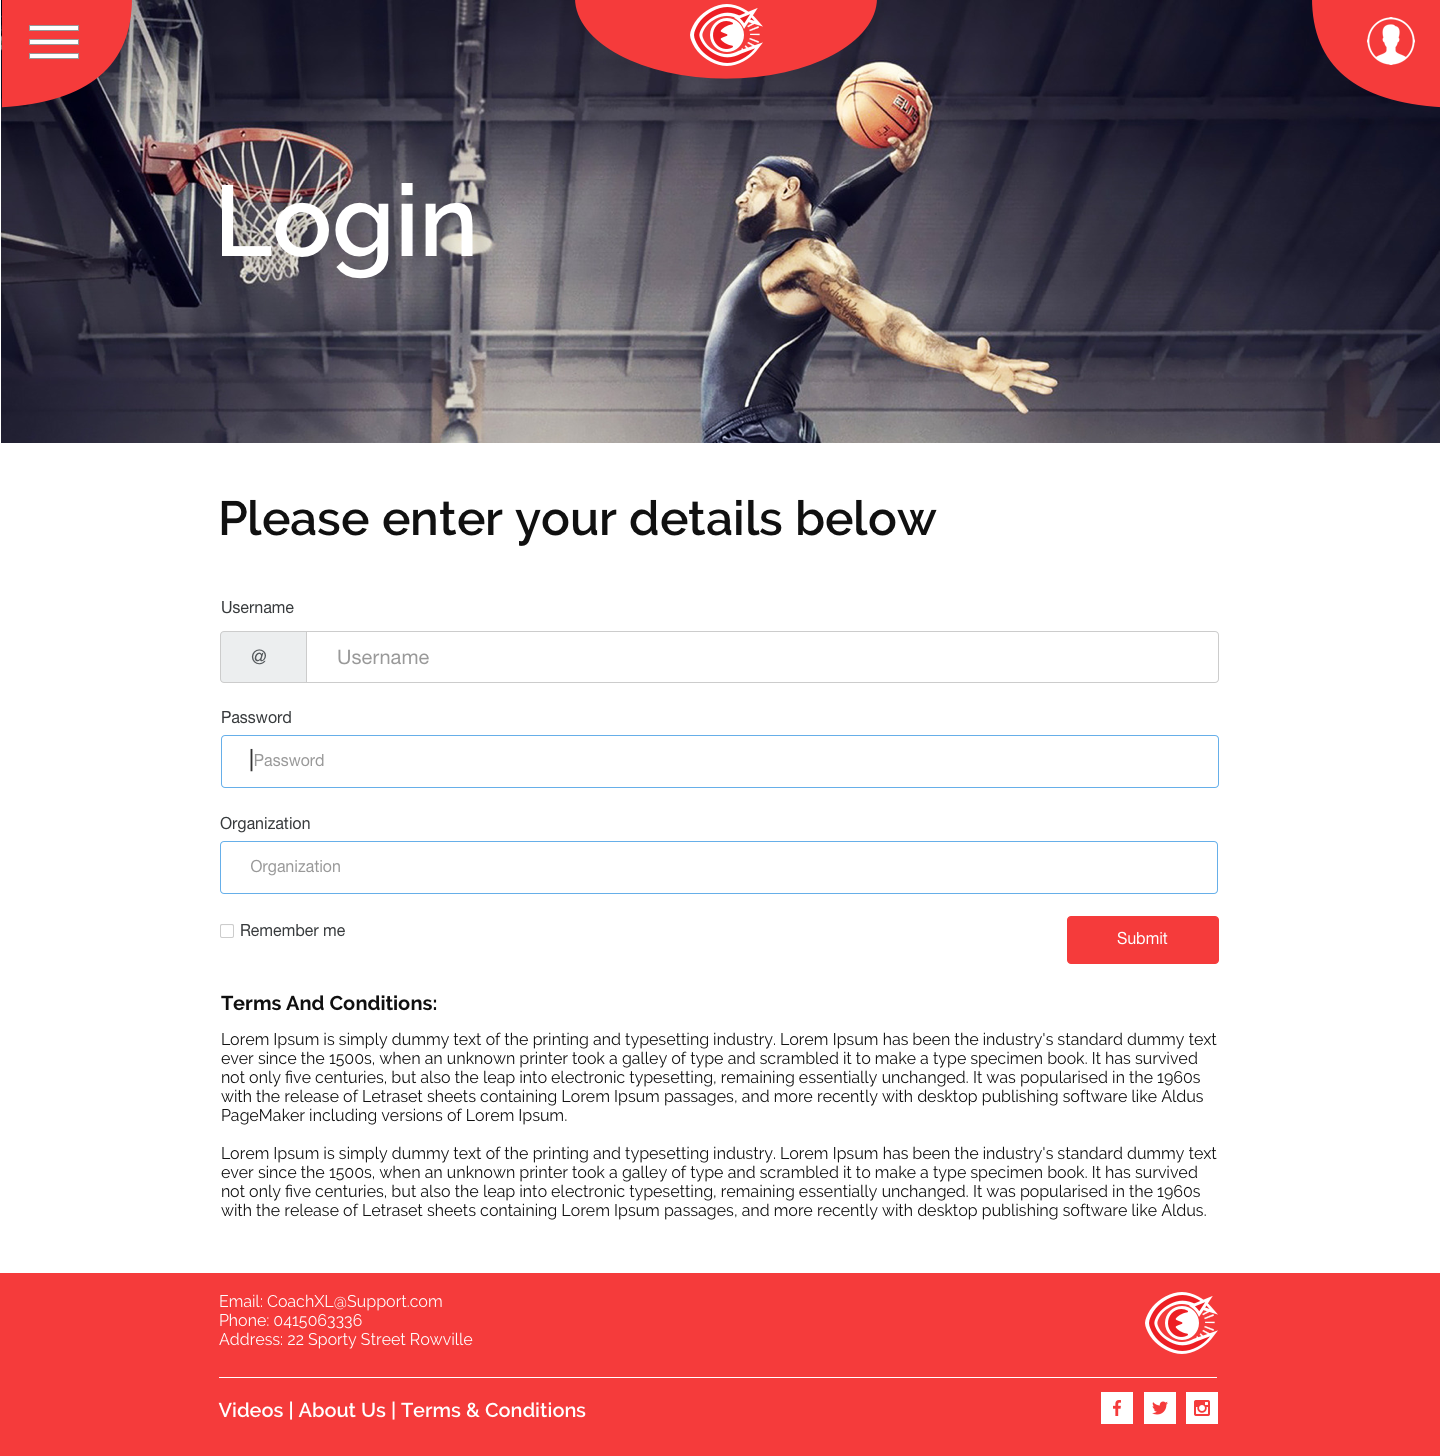 ELITE
Login
Please enter your details below
Username
@ Username
Password
Password
Organization
Organization
Remember me
Submit
Terms And Conditions:
Lorem Ipsum is simply dummy text of the printing and typesetting industry. Lorem Ipsum has been the industry's standard dummy text
ever since the 1500s, when an unknown printer took a galley of type and scrambled it to make a type specimen book. It has survived
not only five centuries, but also the leap into electronic typesetting, remaining essentially unchanged. It was popularised in the 1960s
with the release of Letraset sheets containing Lorem Ipsum passages, and more recently with desktop publishing software like Aldus
PageMaker including versions of Lorem Ipsum.
Lorem Ipsum is simply dummy text of the printing and typesetting industry. Lorem Ipsum has been the industry's standard dummy text
ever since the 1500s, when an unknown printer took a galley of type and scrambled it to make a type specimen book. It has survived
not only five centuries, but also the leap into electronic typesetting, remaining essentially unchanged. It was popularised in the 1960s
with the release of Letraset sheets containing Lorem Ipsum passages, and more recently with desktop publishing software like Aldus.
Email: CoachXL@Support.com
Phone: 0415063336
Address: 22 Sporty Street Rowville
Videos | About Us | Terms & Conditions